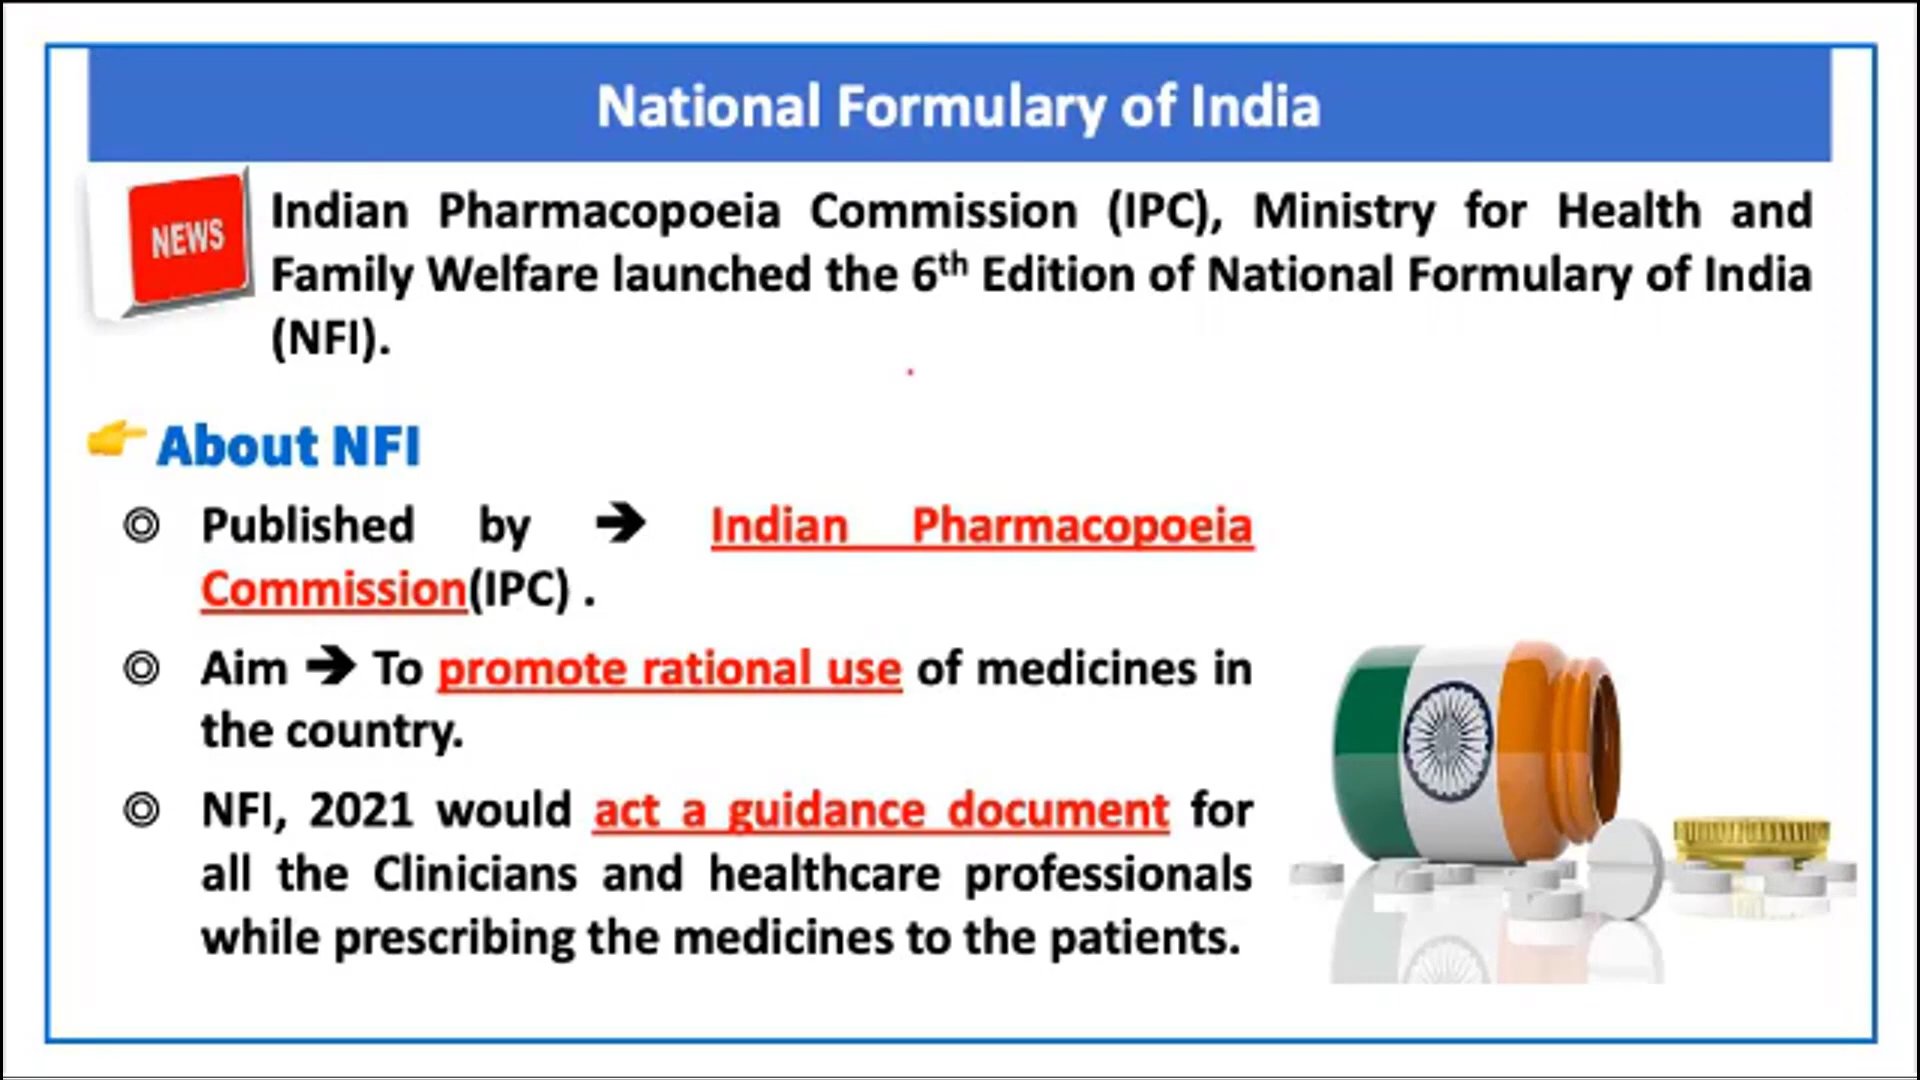 National Formulary of India
NEWS
Indian Pharmacopoeia Commission (IPC), Ministry for Health and
Family Welfare launched the 6th Edition of National Formulary of India
(NFI).
About NFI
Published by ➔ Indian Pharmacopoeia
Commission(IPC) .
Aim ➔ To promote rational use of medicines in
the country.
NFI, 2021 would act a guidance document for
all the Clinicians and healthcare professionals
while prescribing the medicines to the patients.